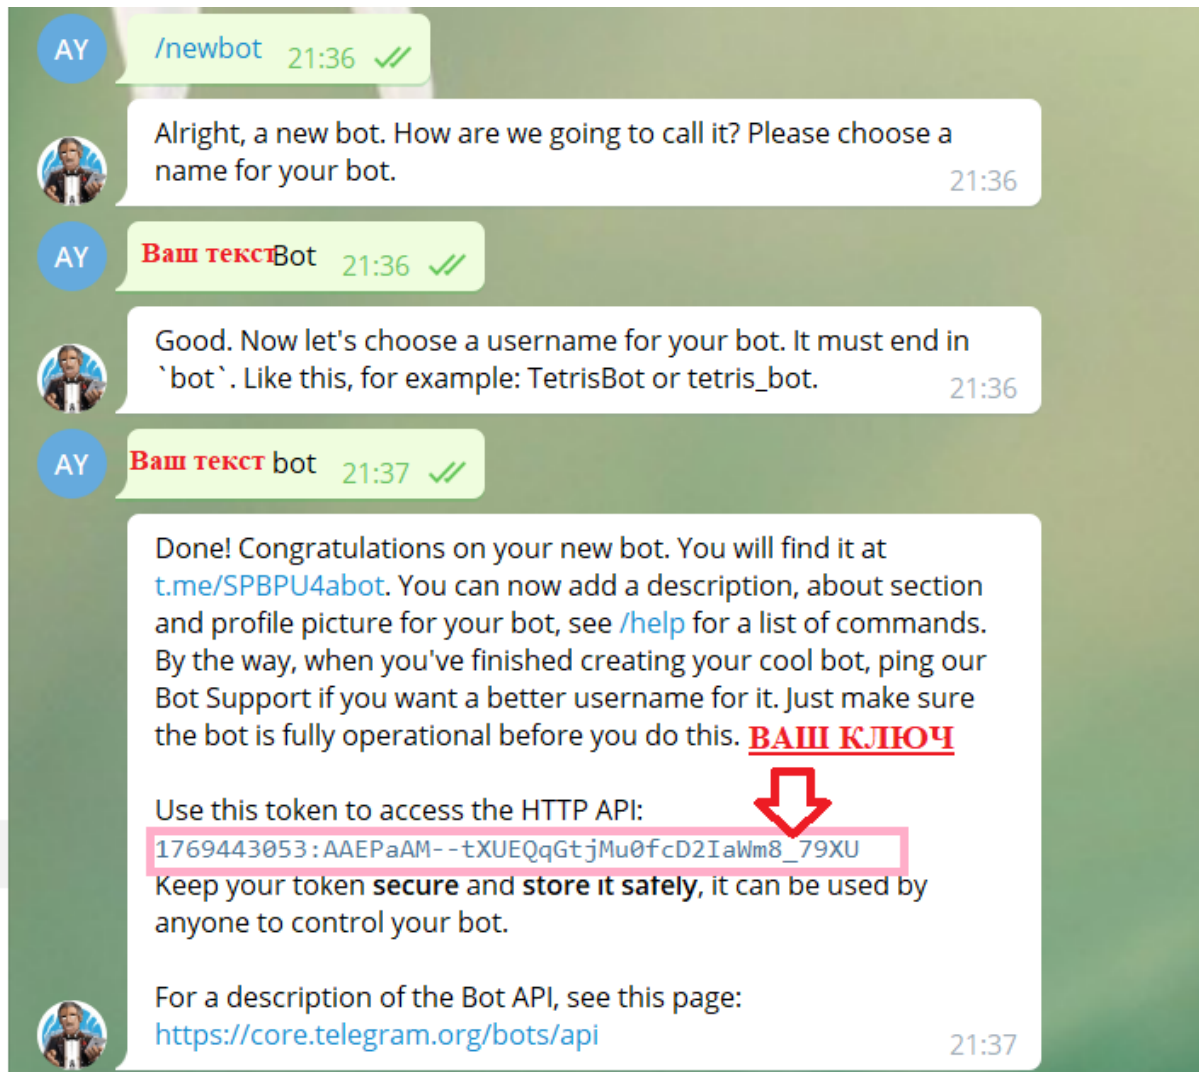 AY
/newbot 21:36
Alright, a new bot. How are we going to call it? Please choose a
name for your bot.
21:36
AY
Ваш текстBot 21:36
Good. Now let's choose a username for your bot. It must end in
`bot`. Like this, for example: TetrisBot or tetris_bot.
21:36
AY
Ваш текст bot 21:37
Done! Congratulations on your new bot. You will find it at
t.me/SPBPU4abot. You can now add a description, about section
and profile picture for your bot, see /help for a list of commands.
By the way, when you've finished creating your cool bot, ping our
Bot Support if you want a better username for it. Just make sure
the bot is fully operational before you do this. ВАШ КЛЮЧ
Use this token to access the HTTP API:
1769443053:AAEPaAM--tXUEQqGtjMu0fcD2IaWm8_79XU
Keep your token secure and store it safely, it can be used by
anyone to control your bot.
For a description of the Bot API, see this page:
https://core.telegram.org/bots/api
21:37